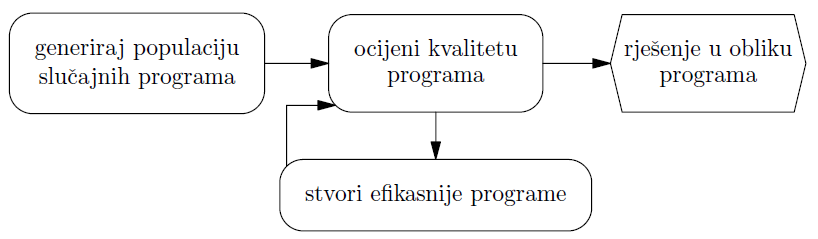 generiraj populaciju
slučajnih programa
ocijeni kvalitetu
programa
rješenje u obliku
programa
stvori efikasnije programe